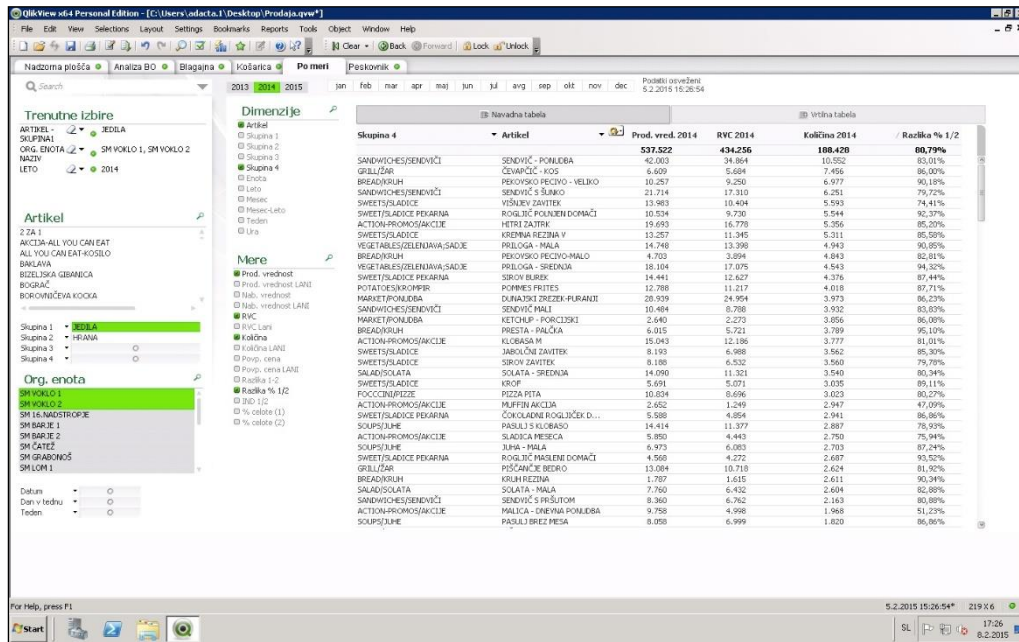 QlikView x64 Personal Edition - [C:\Users\adacta.1\Desktop\Prodaja.qvw*]
File Edit View Selections Layout Settings Bookmarks Reports Tools Object Window Help
Clear Back Forward Lock Unlock
Nadzorna plošča Analiza BO Blagajna Košarica Po meri Peskovnik
Search 2013 2014 2015 jan feb mar apr maj jun jul avg sep okt nov dec Podatki osveženi:
5.2.2015 15:26:54
Trenutne izbire
ARTIKEL - SKUPINA1 JEDILA
ORG. ENOTA NAZIV SM VOKLO 1, SM VOKLO 2
LETO 2014
Artikel
2 ZA 1
AKCIJA-ALL YOU CAN EAT
ALL YOU CAN EAT-KOSILO
BAKLAVA
BIZELJSKA GIBANICA
BOGRAČ
BOROVNIČEVA KOCKA
Skupina 1 JEDILA
Skupina 2 HRANA
Skupina 3
Skupina 4
Org. enota
SM VOKLO 1
SM VOKLO 2
SM 16.NADSTROPJE
SM BARJE 1
SM BARJE 2
SM ČATEŽ
SM GRABONOŠ
SM LOM 1
Datum
Dan v tednu
Teden
Dimenzije
Artikel
Skupina 1
Skupina 2
Skupina 3
Skupina 4
Enota
Leto
Mesec
Mesec-Leto
Teden
Ura
Mere
Prod. vrednost
Prod. vrednost LANI
Nab. vrednost
Nab. vrednost LANI
RVC
RVC Lani
Količina
Količina LANI
Povp. cena
Povp. cena LANI
Razlika 1-2
Razlika % 1/2
IND 1/2
% celote (1)
% celote (2)
Navadna tabela Vrtilna tabela
Skupina 4 Artikel Prod. vred. 2014 RVC 2014 Količina 2014 Razlika % 1/2
537.522 434.256 188.428 80,79%
SANDWICHES/SENDVIČI SENDVIČ - PONUDBA 42.003 34.864 10.552 83,01%
GRILL/ŽAR ČEVAPČIČ - KOS 6.609 5.684 7.456 86,00%
BREAD/KRUH PEKOVSKO PECIVO - VELIKO 10.257 9.250 6.977 90,18%
SANDWICHES/SENDVIČI SENDVIČ S ŠUNKO 21.714 17.310 6.251 79,72%
SWEETS/SLADICE VIŠNJEV ZAVITEK 13.983 10.404 5.593 74,41%
SWEET/SLADICE PEKARNA ROGLJIČ POLNJEN DOMAČI 10.534 9.730 5.544 92,37%
ACTION-PROMOS/AKCIJE HITRI ZAJTRK 19.693 16.778 5.356 85,20%
SWEETS/SLADICE KREMNA REZINA V 13.257 11.345 5.311 85,58%
VEGETABLES/ZELENJAVA;SADJE PRILOGA - MALA 14.748 13.398 4.943 90,85%
BREAD/KRUH PEKOVSKO PECIVO-MALO 4.703 3.894 4.843 82,81%
VEGETABLES/ZELENJAVA;SADJE PRILOGA - SREDNJA 18.104 17.075 4.543 94,32%
SWEET/SLADICE PEKARNA SIROV BUREK 14.441 12.627 4.376 87,44%
POTATOES/KROMPIR POMMES FRITES 12.788 11.217 4.018 87,71%
MARKET/PONUDBA DUNAJSKI ZREZEK-PURANJI 28.939 24.954 3.973 86,23%
SANDWICHES/SENDVIČI SENDVIČ MALI 10.484 8.788 3.932 83,83%
MARKET/PONUDBA KETCHUP - PORCIJSKI 2.640 2.273 3.856 86,08%
BREAD/KRUH PRESTA - PALČKA 6.015 5.721 3.789 95,10%
ACTION-PROMOS/AKCIJE KLOBASA M 15.043 12.186 3.777 81,01%
SWEETS/SLADICE JABOLČNI ZAVITEK 8.193 6.988 3.562 85,30%
SWEETS/SLADICE SIROV ZAVITEK 8.188 6.532 3.560 79,78%
SALAD/SOLATA SOLATA - SREDNJA 14.090 11.321 3.540 80,34%
SWEETS/SLADICE KROF 5.691 5.071 3.035 89,11%
FOCCCINI/PIZZE PIZZA PITA 10.834 8.696 3.023 80,27%
ACTION-PROMOS/AKCIJE MUFFIN AKCIJA 2.652 1.249 2.947 47,09%
SWEET/SLADICE PEKARNA ČOKOLADNI ROGLJIČEK D... 5.588 4.854 2.941 86,86%
SOUPS/JUHE PASULJ S KLOBASO 14.414 11.377 2.887 78,93%
ACTION-PROMOS/AKCIJE SLADICA MESECA 5.850 4.443 2.750 75,94%
SOUPS/JUHE JUHA - MALA 6.973 6.083 2.703 87,24%
SWEET/SLADICE PEKARNA ROGLJIČ MASLENI DOMAČI 4.568 4.272 2.687 93,52%
GRILL/ŽAR PIŠČANČJE BEDRO 13.084 10.718 2.624 81,92%
BREAD/KRUH KRUH REZINA 1.787 1.615 2.611 90,34%
SALAD/SOLATA SOLATA - MALA 7.760 6.432 2.604 82,88%
SANDWICHES/SENDVIČI SENDVIČ S PRŠUTOM 8.360 6.762 2.163 80,88%
ACTION-PROMOS/AKCIJE MALICA - DNEVNA PONUDBA 9.758 4.998 1.968 51,23%
SOUPS/JUHE PASULJ BREZ MESA 8.058 6.999 1.820 86,86%
For Help, press F1 5.2.2015 15:26:54* 219 X 6
Start SL 17:26
8.2.2015